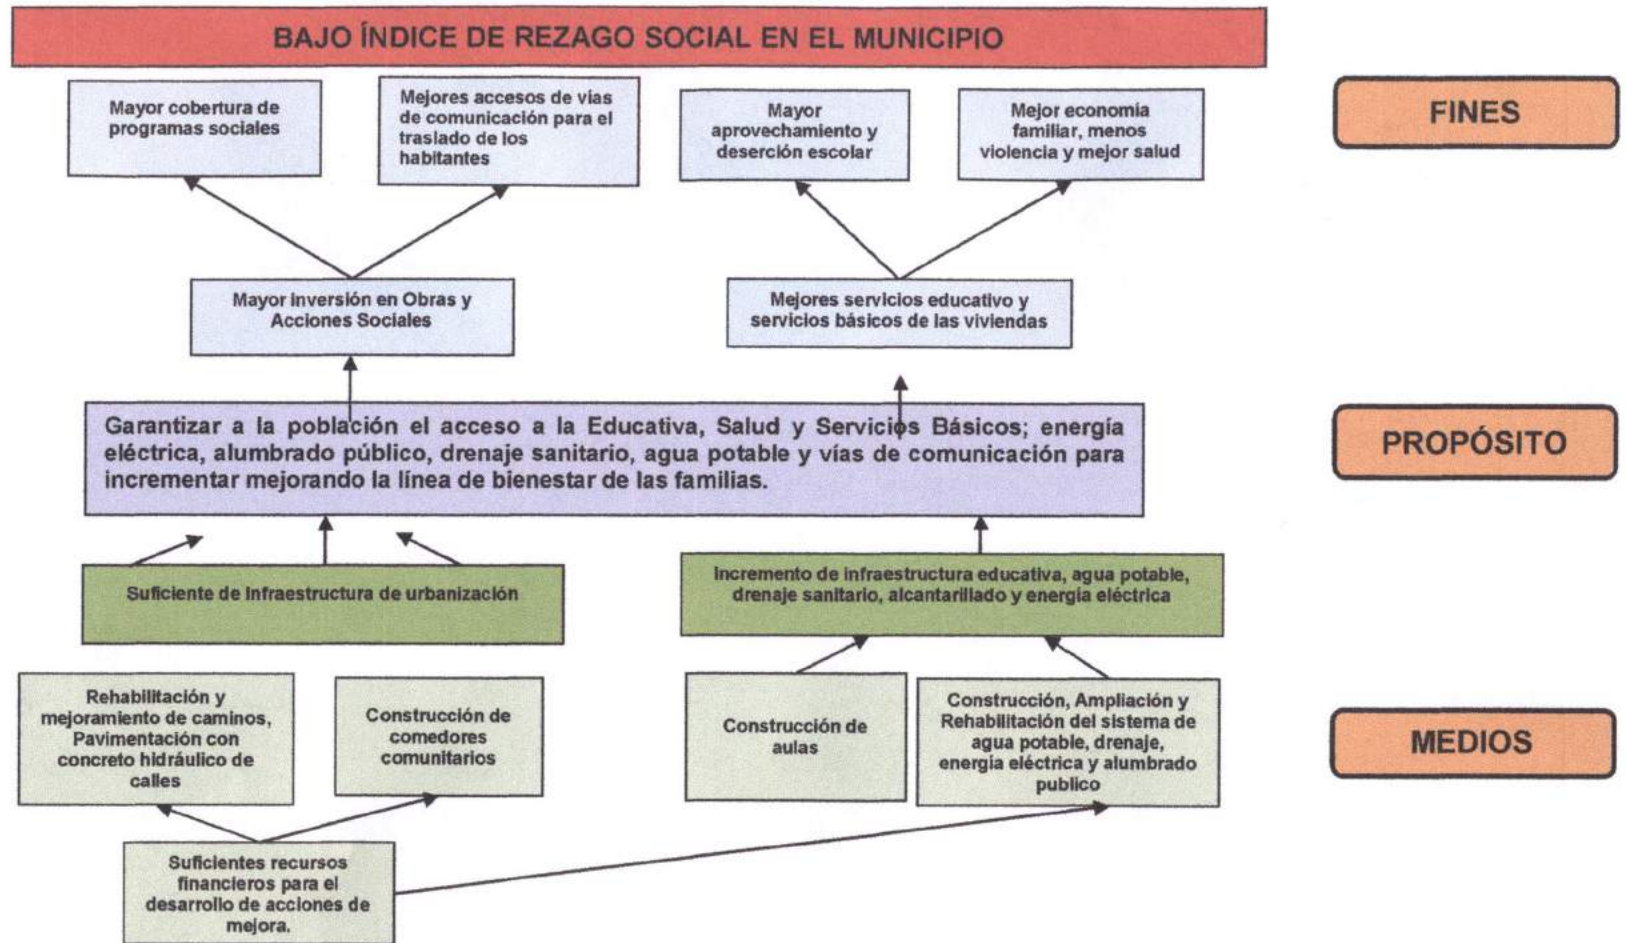 BAJO ÍNDICE DE REZAGO SOCIAL EN EL MUNICIPIO
Mayor cobertura de
programas sociales
Mejores accesos de vías
de comunicación para el
traslado de los
habitantes
Mayor
aprovechamiento y
deserción escolar
Mejor economía
familiar, menos
violencia y mejor salud
FINES
Mayor Inversión en Obras y
Acciones Sociales
Mejores servicios educativo y
servicios básicos de las viviendas
Garantizar a la población el acceso a la Educativa, Salud y Servicios Básicos; energía
eléctrica, alumbrado público, drenaje sanitario, agua potable y vías de comunicación para
incrementar mejorando la línea de bienestar de las familias.
PROPÓSITO
Suficiente de Infraestructura de urbanización
Incremento de infraestructura educativa, agua potable,
drenaje sanitario, alcantarillado y energía eléctrica
Rehabilitación y
mejoramiento de caminos,
Pavimentación con
concreto hidráulico de
calles
Construcción de
comedores
comunitarios
Construcción de
aulas
Construcción, Ampliación y
Rehabilitación del sistema de
agua potable, drenaje,
energía eléctrica y alumbrado
publico
MEDIOS
Suficientes recursos
financieros para el
desarrollo de acciones de
mejora.